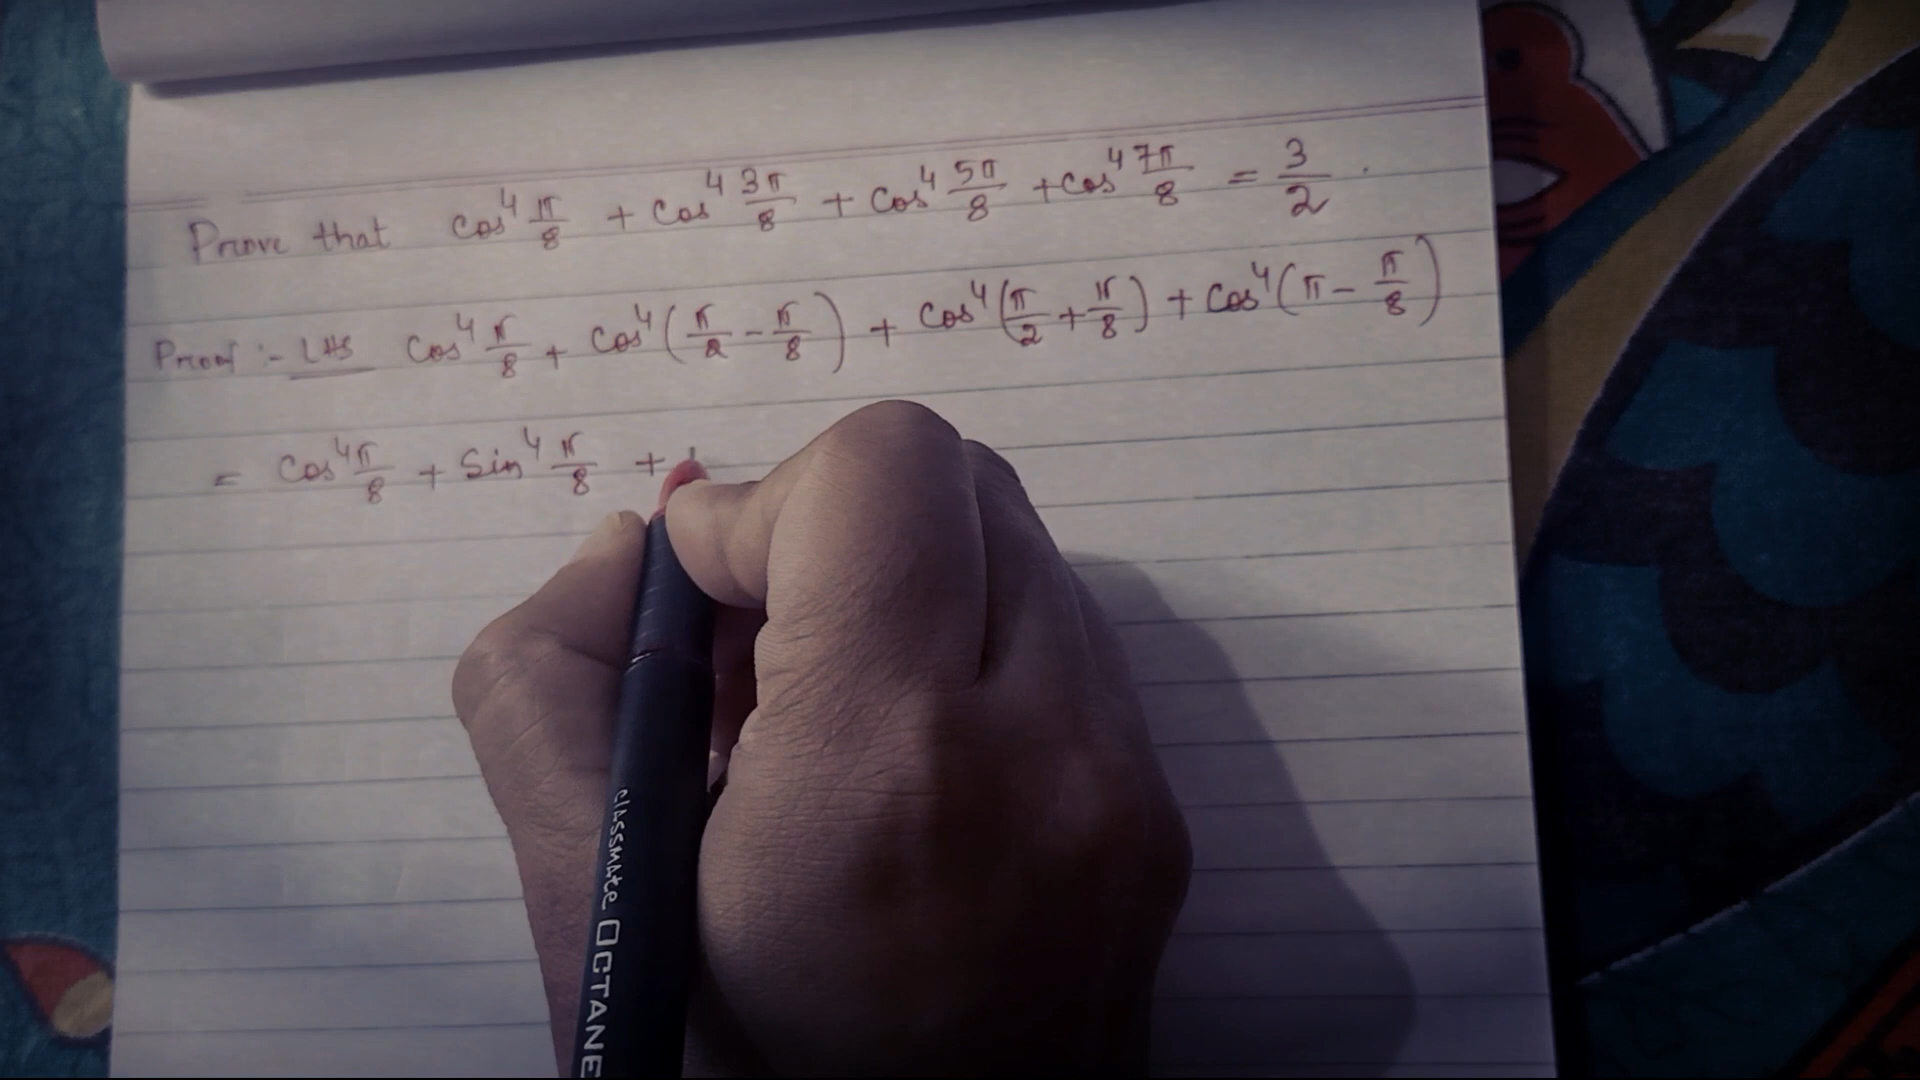 Prove that cos⁴ π/8 + cos⁴ 3π/8 + cos⁴ 5π/8 + cos⁴ 7π/8 = 3/2 .
Proof :- LHS cos⁴ π/8 + cos⁴ (π/2 - π/8) + cos⁴ (π/2 + π/8) + cos⁴ (π - π/8)
= cos⁴ π/8 + Sin⁴ π/8 +
classmate OCTANE